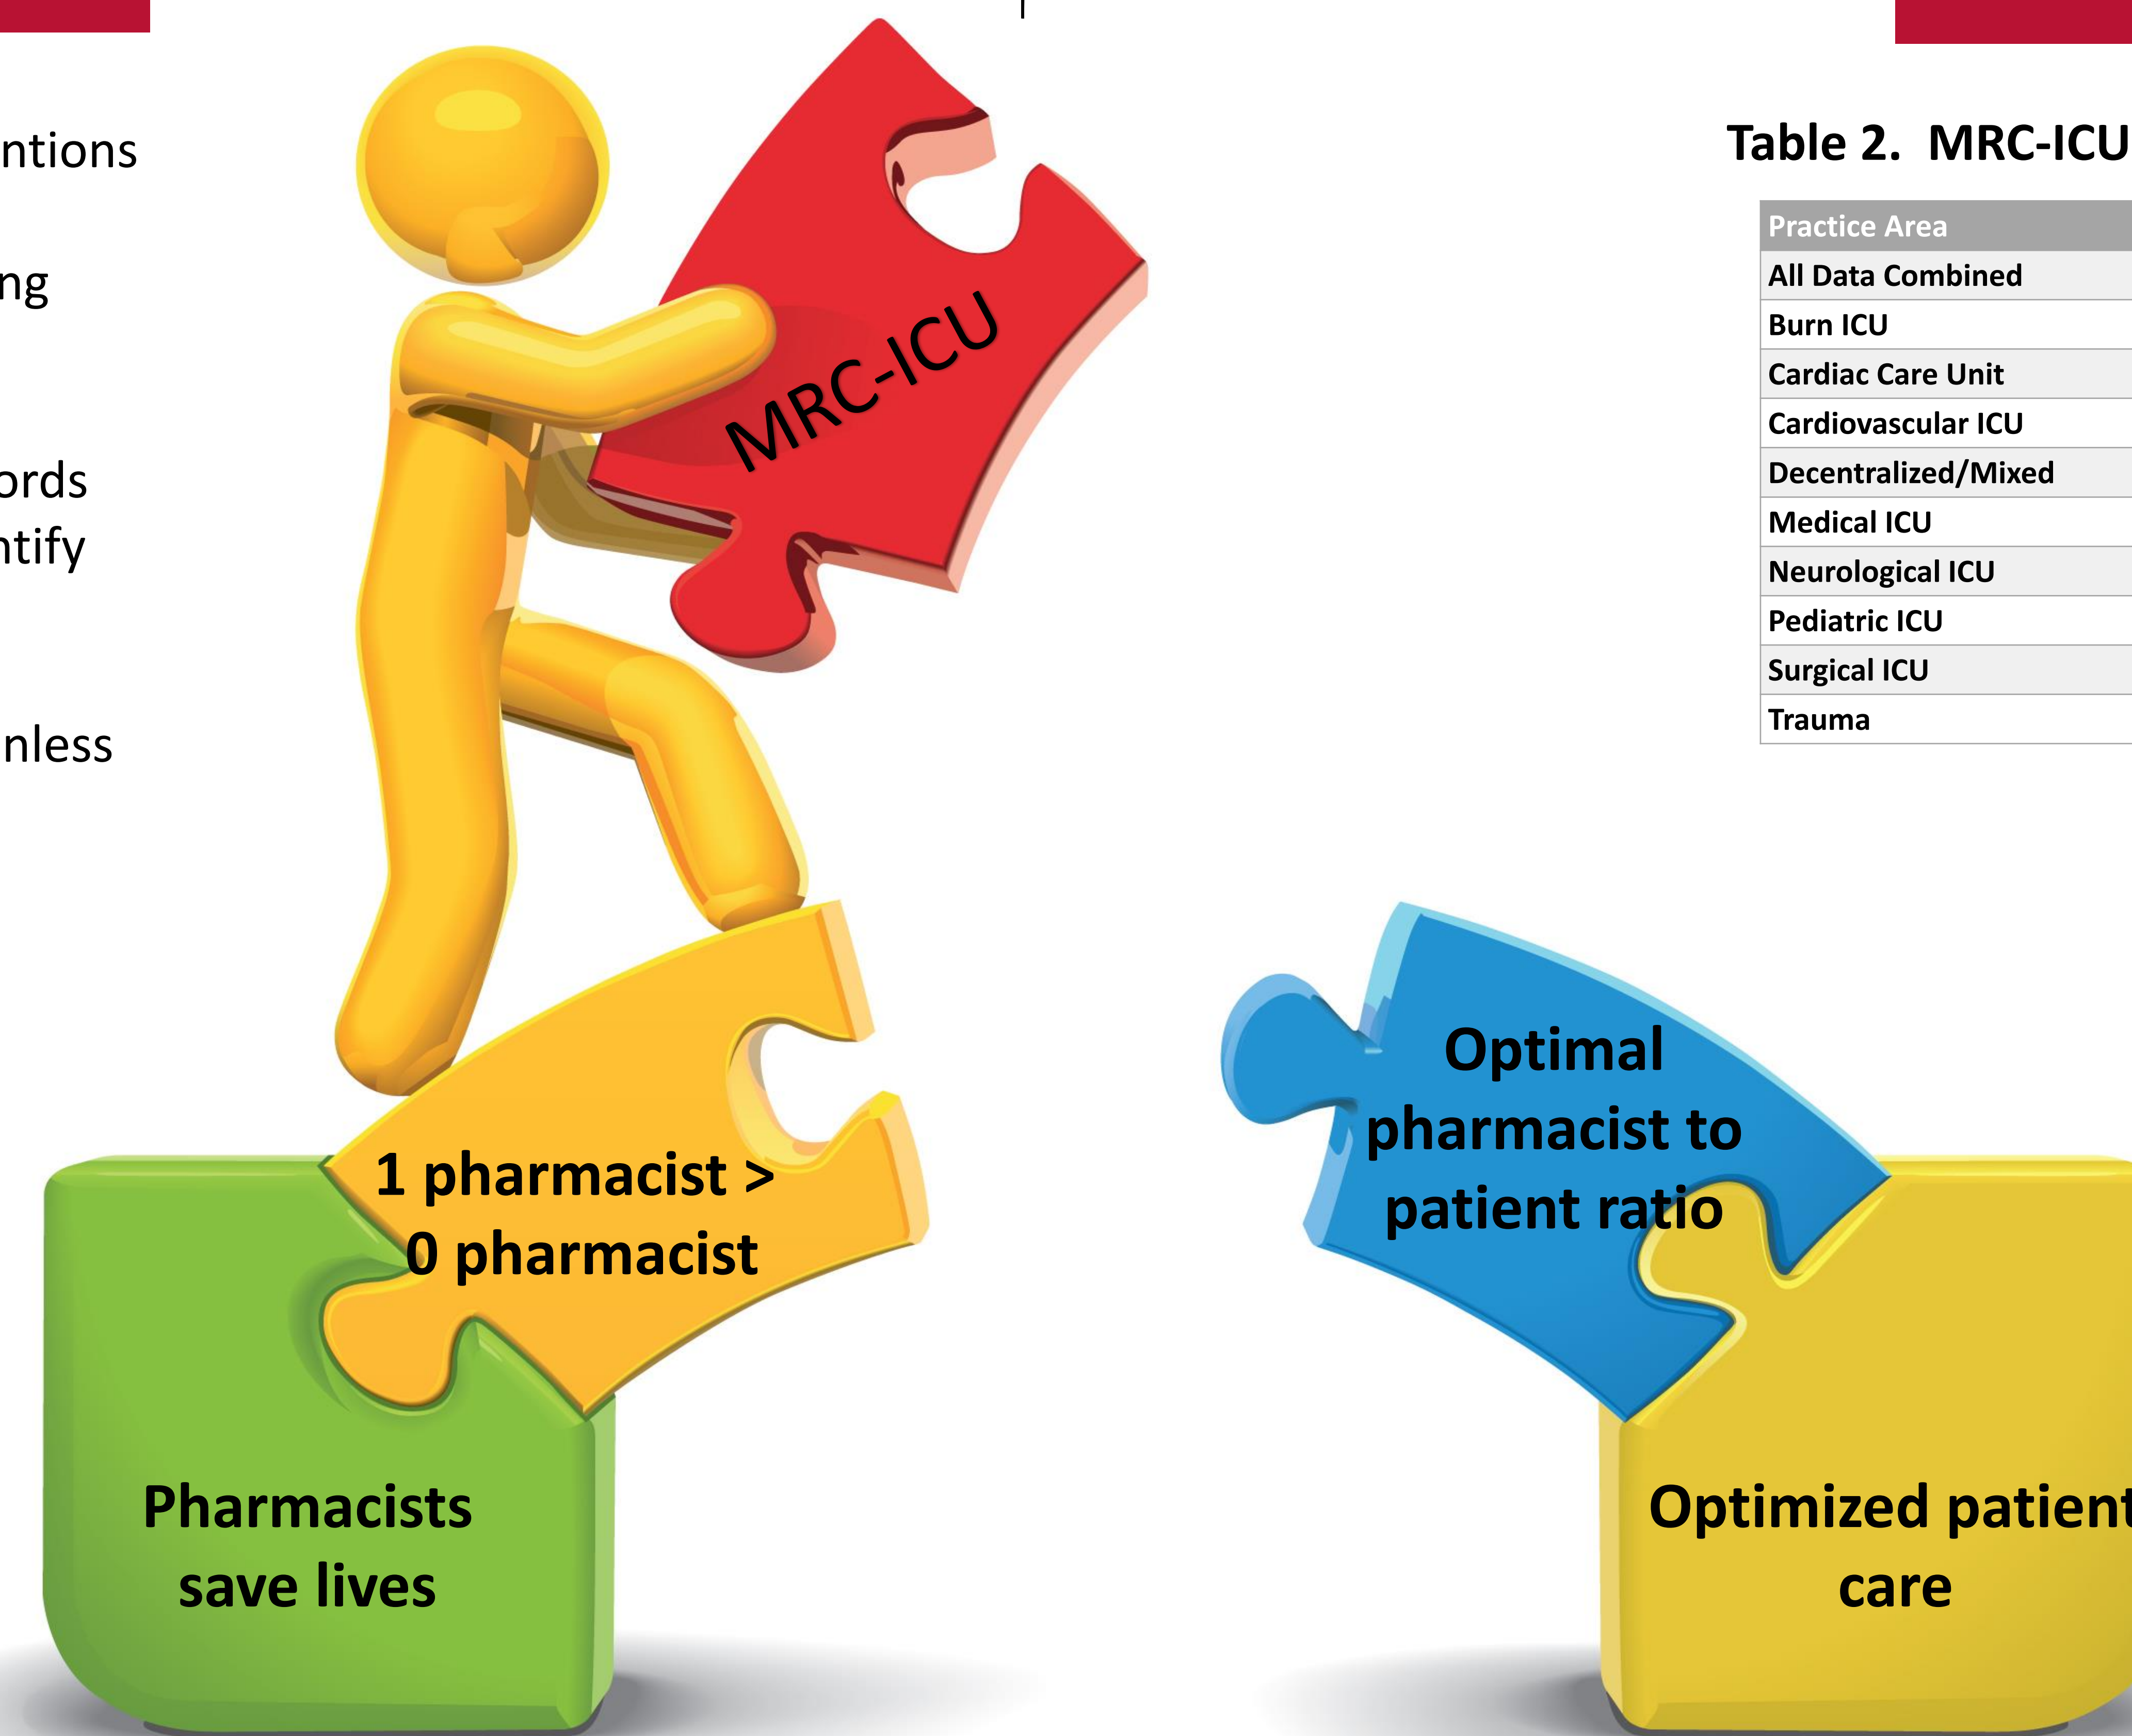 ntions
ng
ords
ntify
nless
MRC-ICU
1 pharmacist >
0 pharmacist
Pharmacists
save lives
Optimal
pharmacist to
patient ratio
Optimized patient
care
Table 2. MRC-ICU
Practice Area
All Data Combined
Burn ICU
Cardiac Care Unit
Cardiovascular ICU
Decentralized/Mixed
Medical ICU
Neurological ICU
Pediatric ICU
Surgical ICU
Trauma